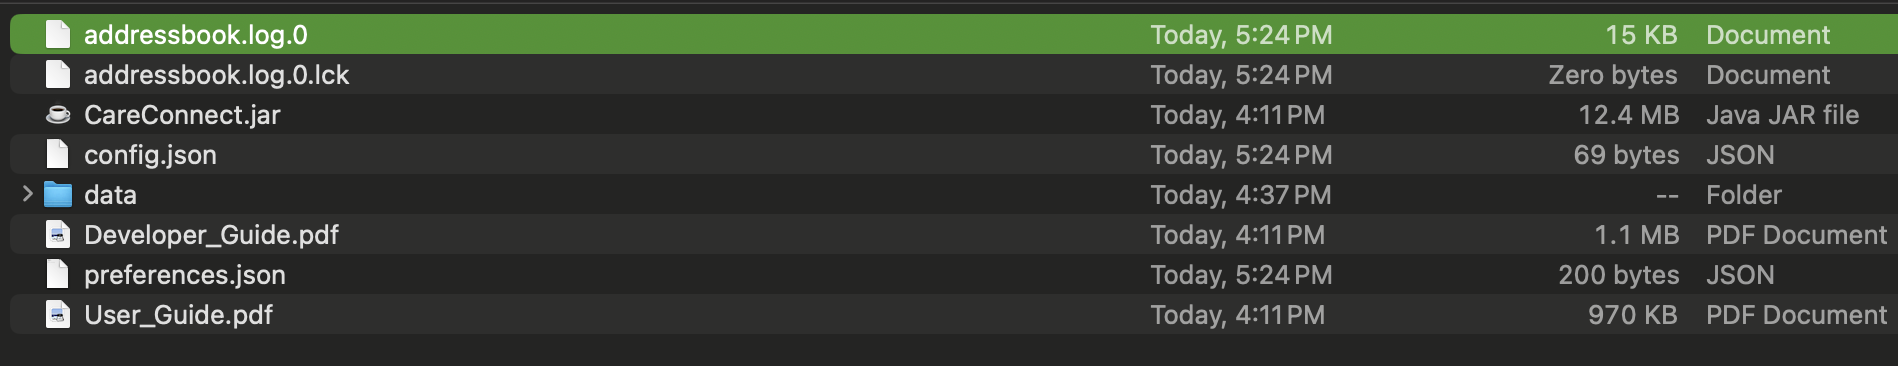 addressbook.log.0 Today, 5:24 PM 15 KB Document
addressbook.log.0.lck Today, 5:24 PM Zero bytes Document
CareConnect.jar Today, 4:11 PM 12.4 MB Java JAR file
config.json Today, 5:24 PM 69 bytes JSON
data Today, 4:37 PM -- Folder
Developer_Guide.pdf Today, 4:11 PM 1.1 MB PDF Document
preferences.json Today, 5:24 PM 200 bytes JSON
User_Guide.pdf Today, 4:11 PM 970 KB PDF Document